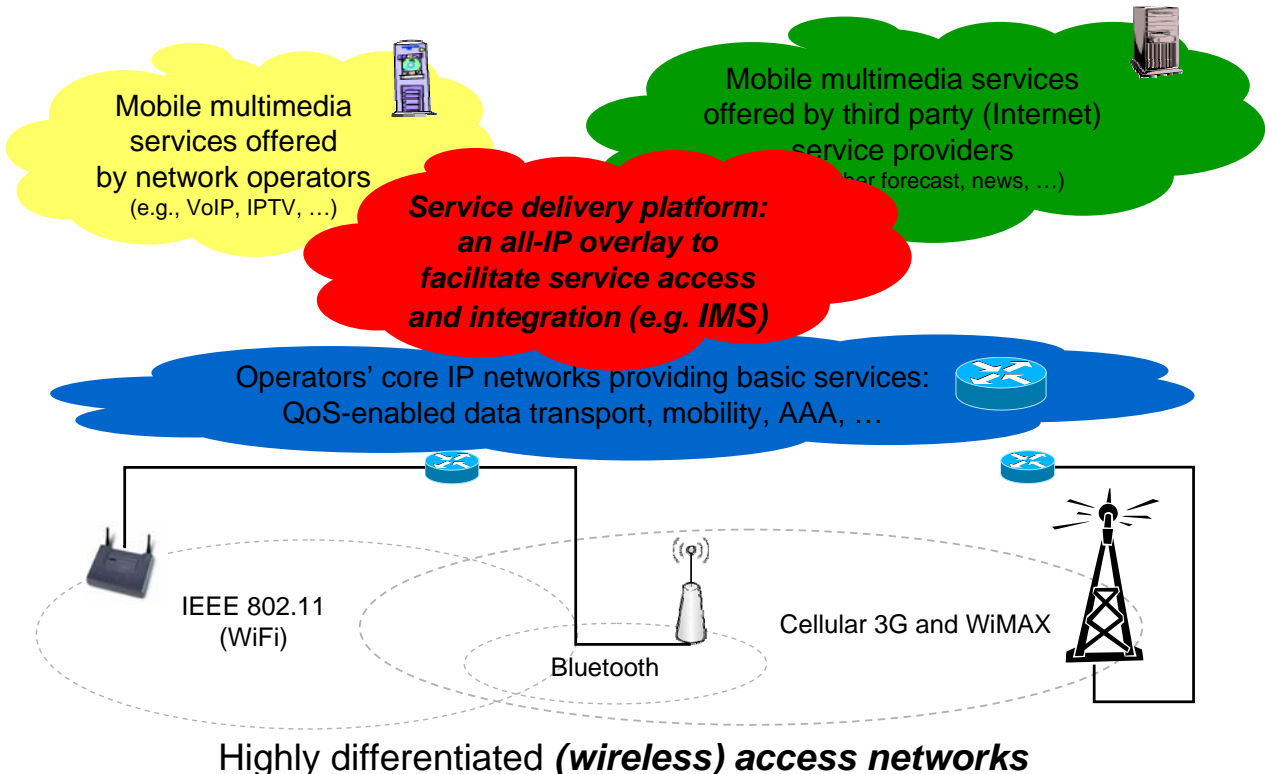 Mobile multimedia
services offered
by network operators
(e.g., VoIP, IPTV, …)
Mobile multimedia services
offered by third party (Internet)
service providers
forecast, news, …)
Service delivery platform:
an all-IP overlay to
facilitate service access
and integration (e.g. IMS)
Operators’ core IP networks providing basic services:
QoS-enabled data transport, mobility, AAA, …
IEEE 802.11
(WiFi)
Bluetooth
Cellular 3G and WiMAX
Highly differentiated (wireless) access networks